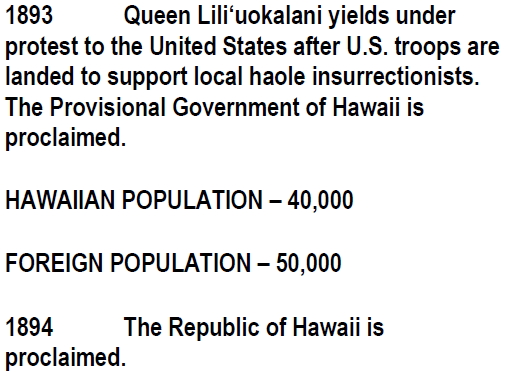 1893 Queen Lili‘uokalani yields under
protest to the United States after U.S. troops are
landed to support local haole insurrectionists.
The Provisional Government of Hawaii is
proclaimed.
HAWAIIAN POPULATION – 40,000
FOREIGN POPULATION – 50,000
1894 The Republic of Hawaii is
proclaimed.